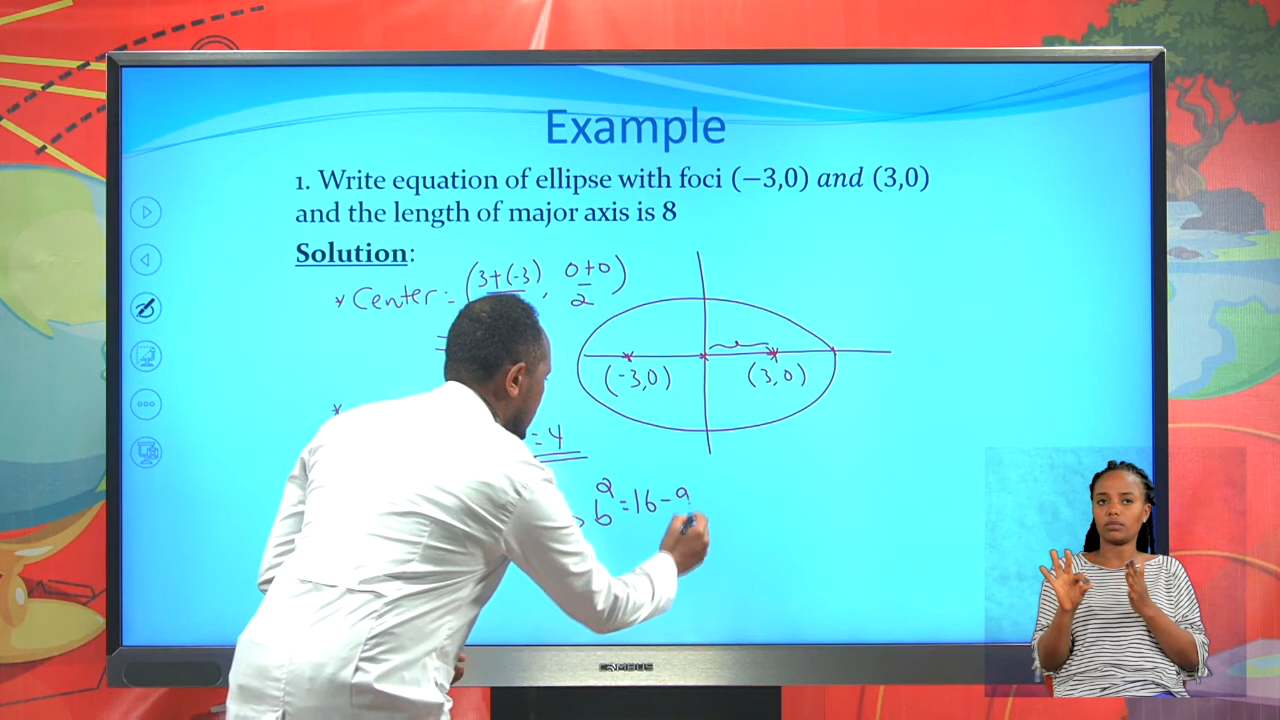 Example
1. Write equation of ellipse with foci (−3,0) and (3,0)
and the length of major axis is 8
Solution:
* Center = (3+(-3), 0+0)
2
=
(-3,0) (3,0)
*
= 4
b² = 16 - 9
CAMBUS